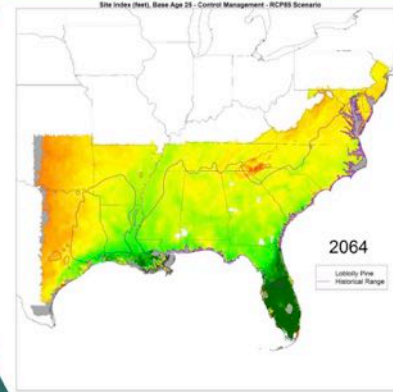 Site Index (feet), Base Age 25 - Control Management - RCP85 Scenario
2064
Loblolly Pine
Historical Range